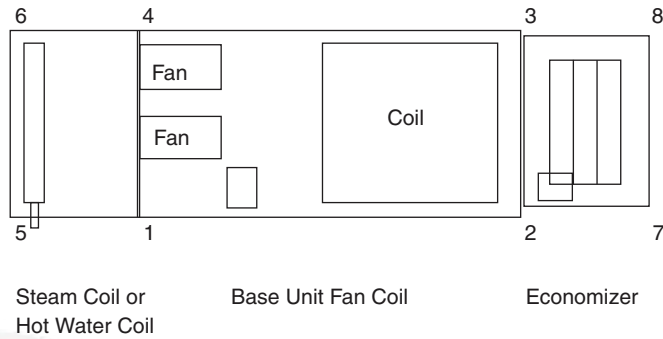 6 4 3 8
Fan
Coil
Fan
5 1 2 7
Steam Coil or Base Unit Fan Coil Economizer
Hot Water Coil